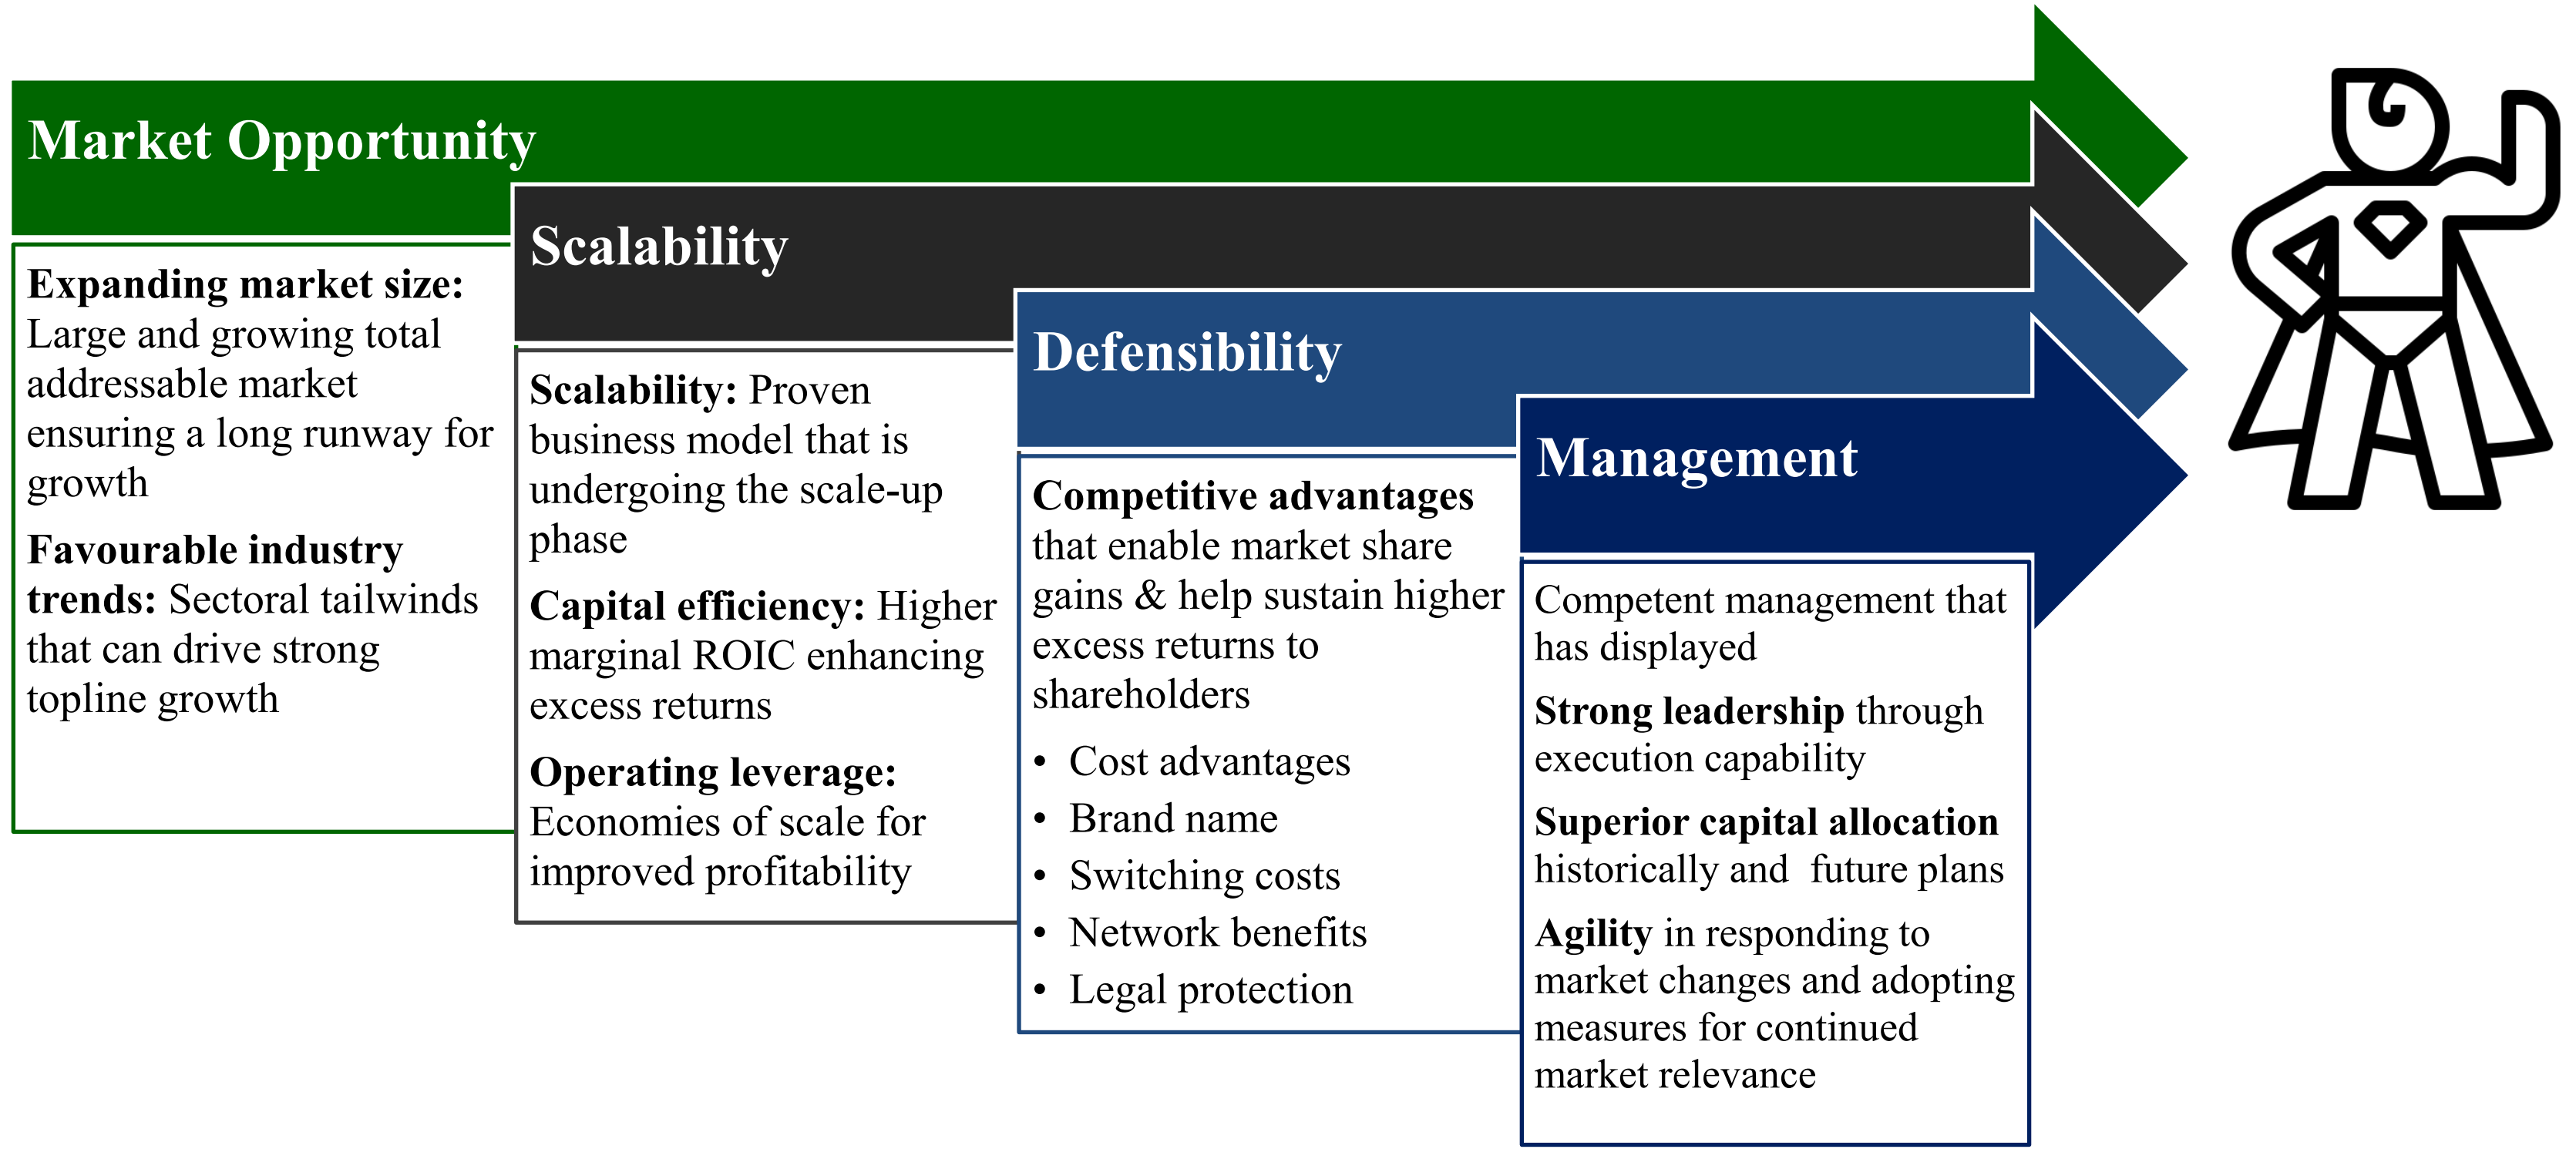 Market Opportunity
Expanding market size:
Large and growing total
addressable market
ensuring a long runway for
growth
Favourable industry
trends: Sectoral tailwinds
that can drive strong
topline growth
Scalability
Scalability: Proven
business model that is
undergoing the scale-up
phase
Capital efficiency: Higher
marginal ROIC enhancing
excess returns
Operating leverage:
Economies of scale for
improved profitability
Defensibility
Competitive advantages
that enable market share
gains & help sustain higher
excess returns to
shareholders
• Cost advantages
• Brand name
• Switching costs
• Network benefits
• Legal protection
Management
Competent management that
has displayed
Strong leadership through
execution capability
Superior capital allocation
historically and future plans
Agility in responding to
market changes and adopting
measures for continued
market relevance